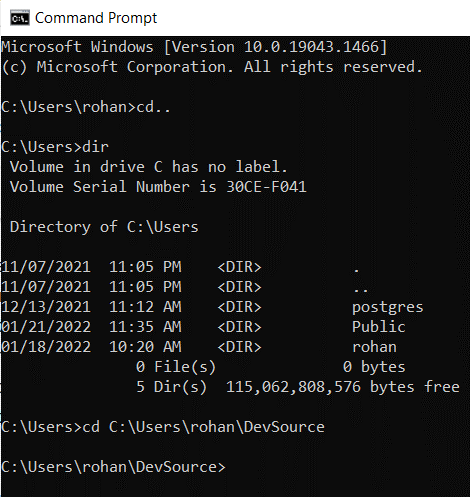 Command Prompt
Microsoft Windows [Version 10.0.19043.1466]
(c) Microsoft Corporation. All rights reserved.
C:\Users\rohan>cd..
C:\Users>dir
 Volume in drive C has no label.
 Volume Serial Number is 30CE-F041
 Directory of C:\Users
11/07/2021  11:05 PM    <DIR>          .
11/07/2021  11:05 PM    <DIR>          ..
12/13/2021  11:12 AM    <DIR>          postgres
01/21/2022  11:35 AM    <DIR>          Public
01/18/2022  10:20 AM    <DIR>          rohan
               0 File(s)              0 bytes
               5 Dir(s)  115,062,808,576 bytes free
C:\Users>cd C:\Users\rohan\DevSource
C:\Users\rohan\DevSource>